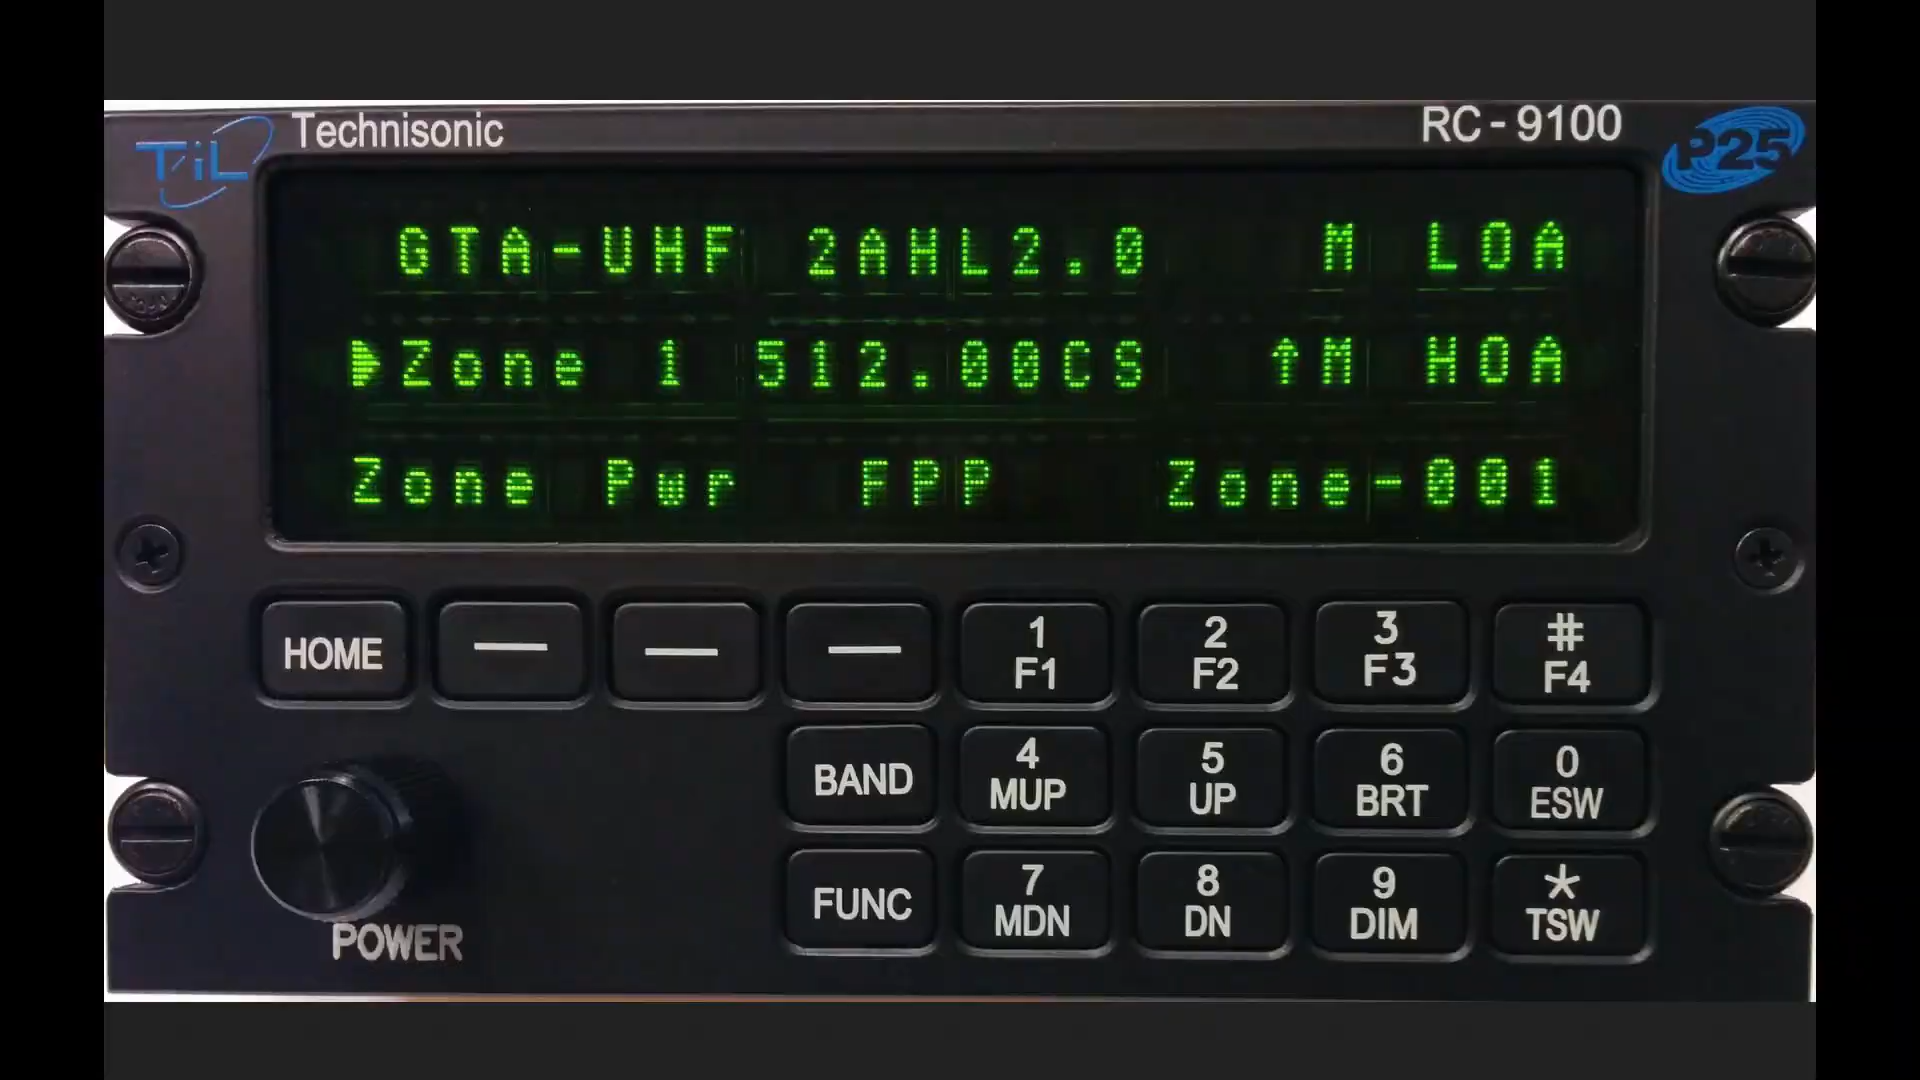 TiL Technisonic RC-9100 P25
GTA-UHF 2AHL2.0 M LOA
Zone 1 512.00CS ↑M HOA
Zone Pwr FPP Zone-001
HOME — — — 1 2 3 #
F1 F2 F3 F4
BAND 4 5 6 0
MUP UP BRT ESW
FUNC 7 8 9 *
MDN DN DIM TSW
POWER